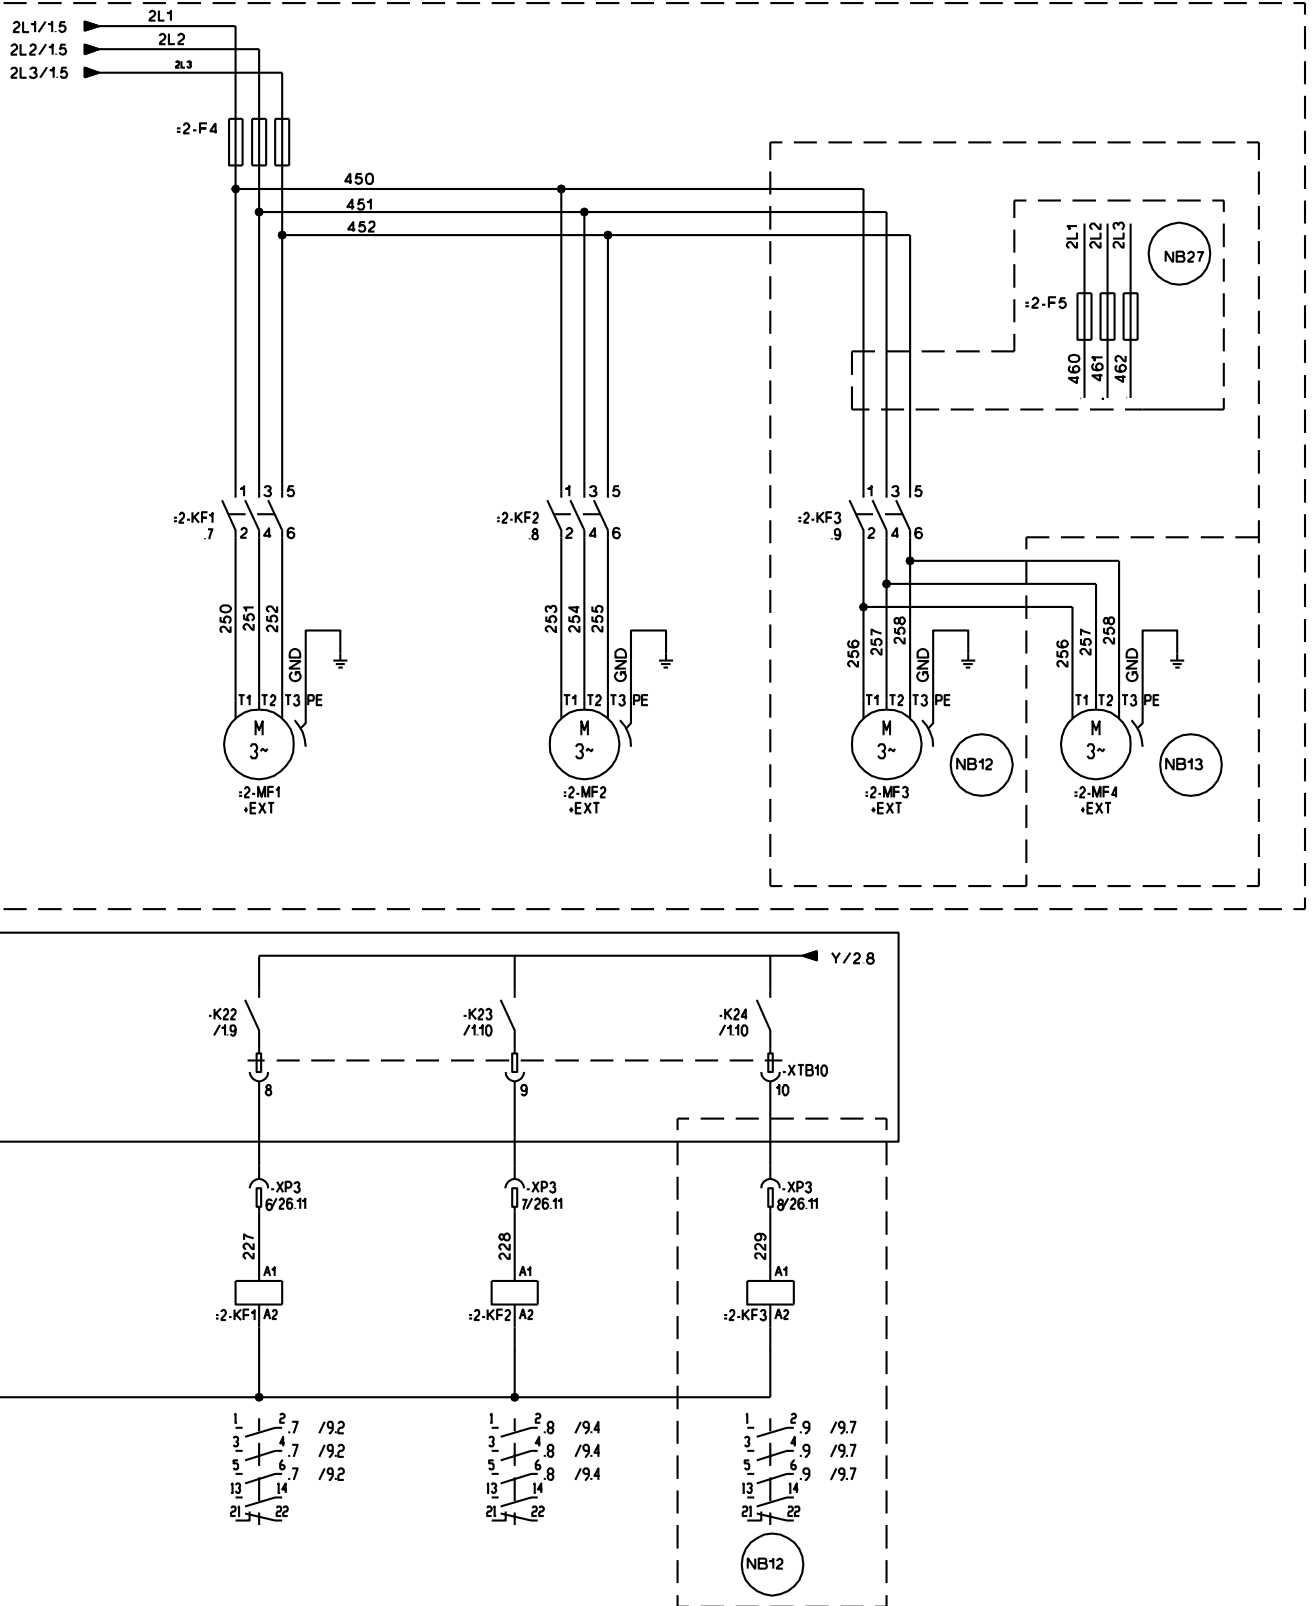 2L1/1.5 2L1
2L2/1.5 2L2
2L3/1.5 2L3
:2-F4
450
451
452
2L1 2L2 2L3 NB27
:2-F5
460 461 462
1 3 5 1 3 5 1 3 5
:2-KF1 :2-KF2 :2-KF3
.7 2 4 6 .8 2 4 6 .9 2 4 6
250 251 252 253 254 255 256 257 258 256 257 258
GND GND GND GND
T1 T2 T3 PE T1 T2 T3 PE T1 T2 T3 PE T1 T2 T3 PE
M M M M
3~ 3~ 3~ NB12 3~ NB13
:2-MF1 :2-MF2 :2-MF3 :2-MF4
+EXT +EXT +EXT +EXT
Y/2.8
-K22 -K23 -K24
/1.9 /1.10 /1.10
-XTB10
8 9 10
-XP3 -XP3 -XP3
6/26.11 7/26.11 8/26.11
227 228 229
A1 A1 A1
:2-KF1 A2 :2-KF2 A2 :2-KF3 A2
1 2 .7 /9.2 1 2 .8 /9.4 1 2 .9 /9.7
3 4 .7 /9.2 3 4 .8 /9.4 3 4 .9 /9.7
5 6 .7 /9.2 5 6 .8 /9.4 5 6 .9 /9.7
13 14 13 14 13 14
21 22 21 22 21 22
NB12